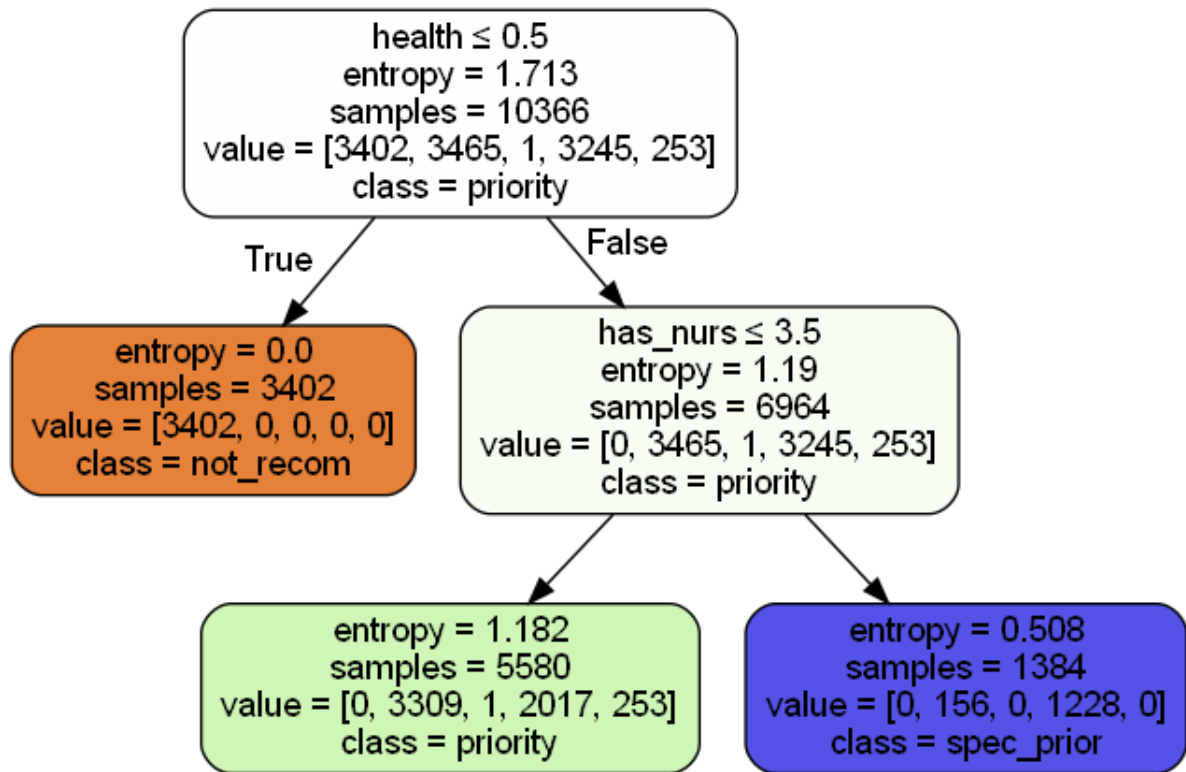 health ≤ 0.5
entropy = 1.713
samples = 10366
value = [3402, 3465, 1, 3245, 253]
class = priority
True
False
entropy = 0.0
samples = 3402
value = [3402, 0, 0, 0, 0]
class = not_recom
has_nurs ≤ 3.5
entropy = 1.19
samples = 6964
value = [0, 3465, 1, 3245, 253]
class = priority
entropy = 1.182
samples = 5580
value = [0, 3309, 1, 2017, 253]
class = priority
entropy = 0.508
samples = 1384
value = [0, 156, 0, 1228, 0]
class = spec_prior